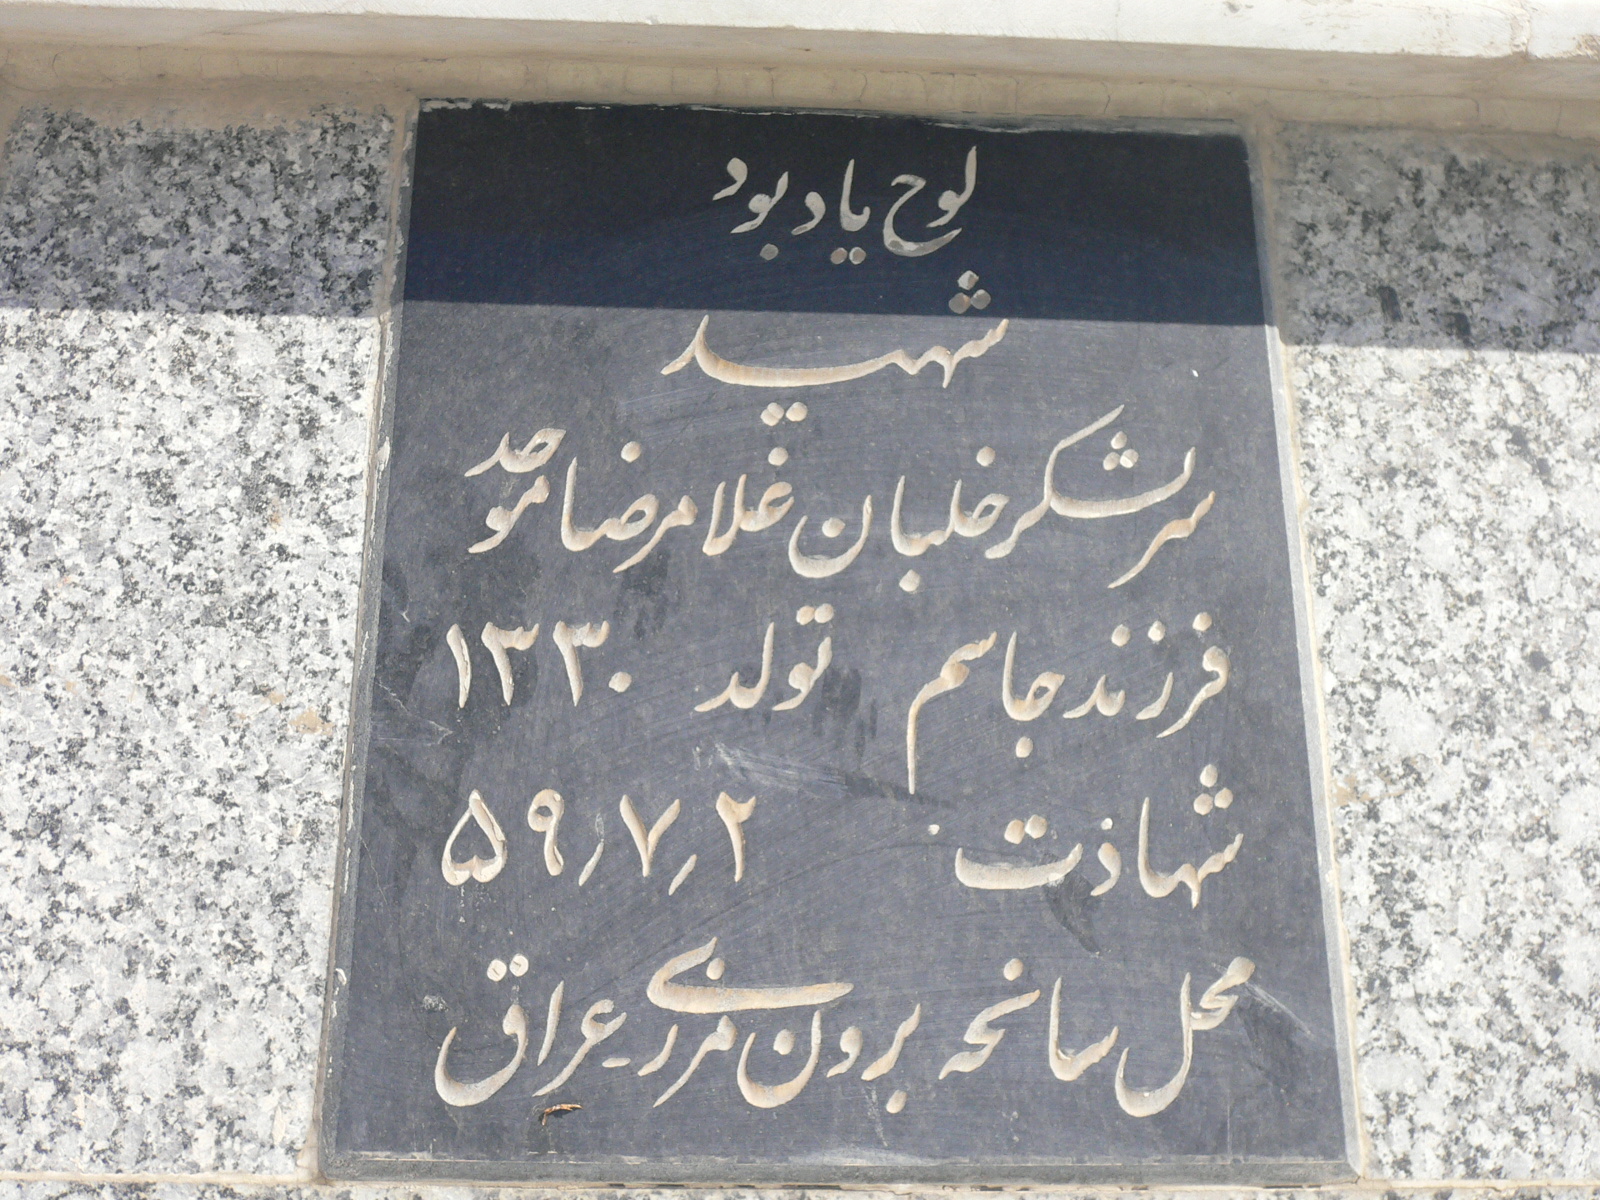 لوح یادبود
شهید
سرلشکر خلبان غلامرضا موحد
فرزند جاسم تولد ۱۳۳۰
شهادت ۵۹/۷/۲
محل سانحه برون مرزی عراق